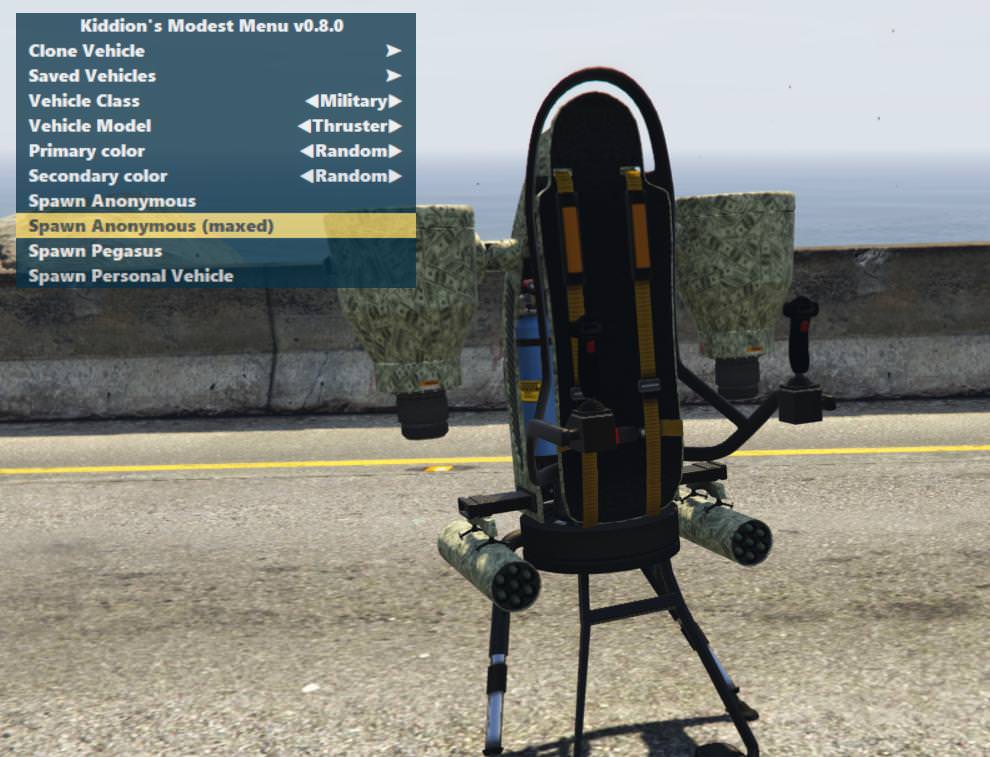 Kiddion's Modest Menu v0.8.0
Clone Vehicle
Saved Vehicles
Vehicle Class ◀Military▶
Vehicle Model ◀Thruster▶
Primary color ◀Random▶
Secondary color ◀Random▶
Spawn Anonymous
Spawn Anonymous (maxed)
Spawn Pegasus
Spawn Personal Vehicle